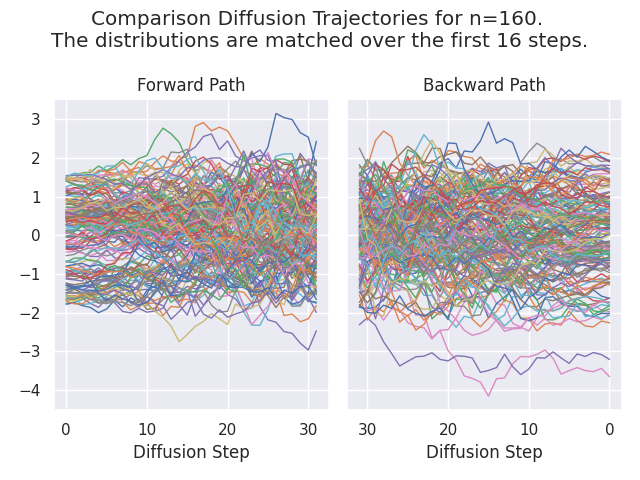 Comparison Diffusion Trajectories for n=160.
The distributions are matched over the first 16 steps.
Forward Path
Backward Path
3
2
1
0
−1
−2
−3
−4
0 10 20 30
30 20 10 0
Diffusion Step
Diffusion Step